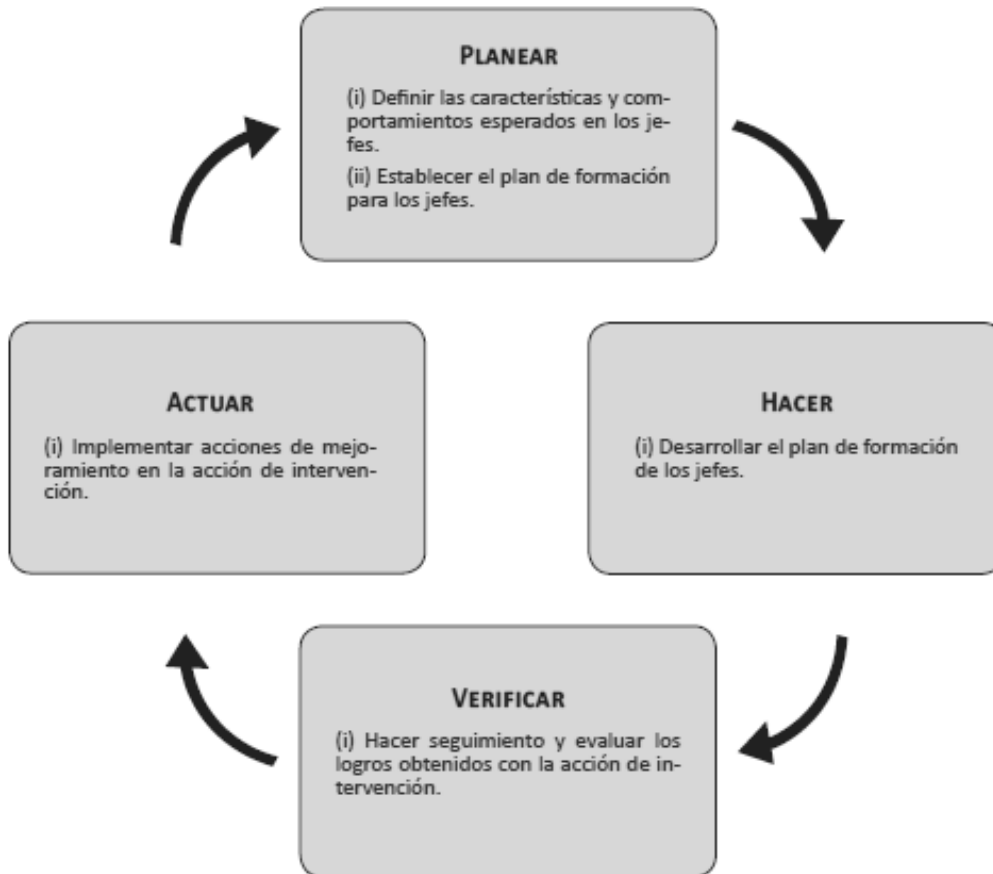 PLANEAR
(i) Definir las características y com-
portamientos esperados en los je-
fes.
(ii) Establecer el plan de formación
para los jefes.
ACTUAR
(i) Implementar acciones de mejo-
ramiento en la acción de interven-
ción.
HACER
(i) Desarrollar el plan de formación
de los jefes.
VERIFICAR
(i) Hacer seguimiento y evaluar los
logros obtenidos con la acción de in-
tervención.